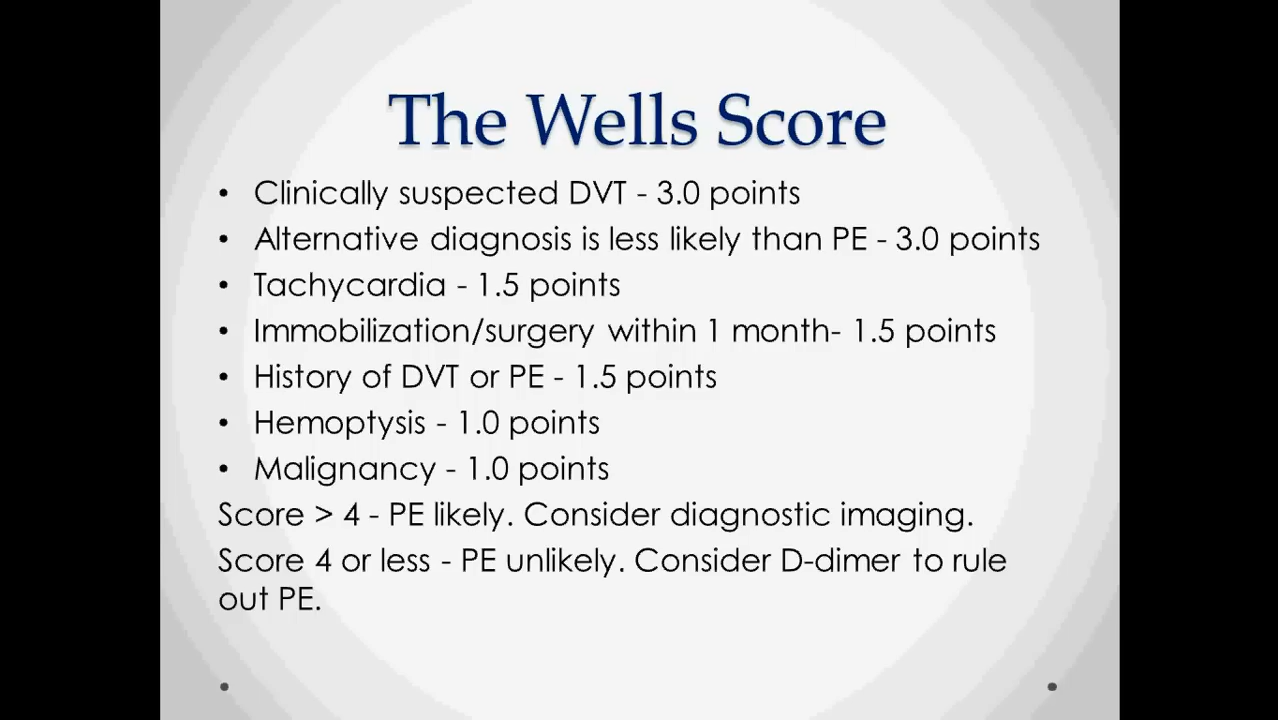 The Wells Score
• Clinically suspected DVT - 3.0 points
• Alternative diagnosis is less likely than PE - 3.0 points
• Tachycardia - 1.5 points
• Immobilization/surgery within 1 month- 1.5 points
• History of DVT or PE - 1.5 points
• Hemoptysis - 1.0 points
• Malignancy - 1.0 points
Score > 4 - PE likely. Consider diagnostic imaging.
Score 4 or less - PE unlikely. Consider D-dimer to rule
out PE.